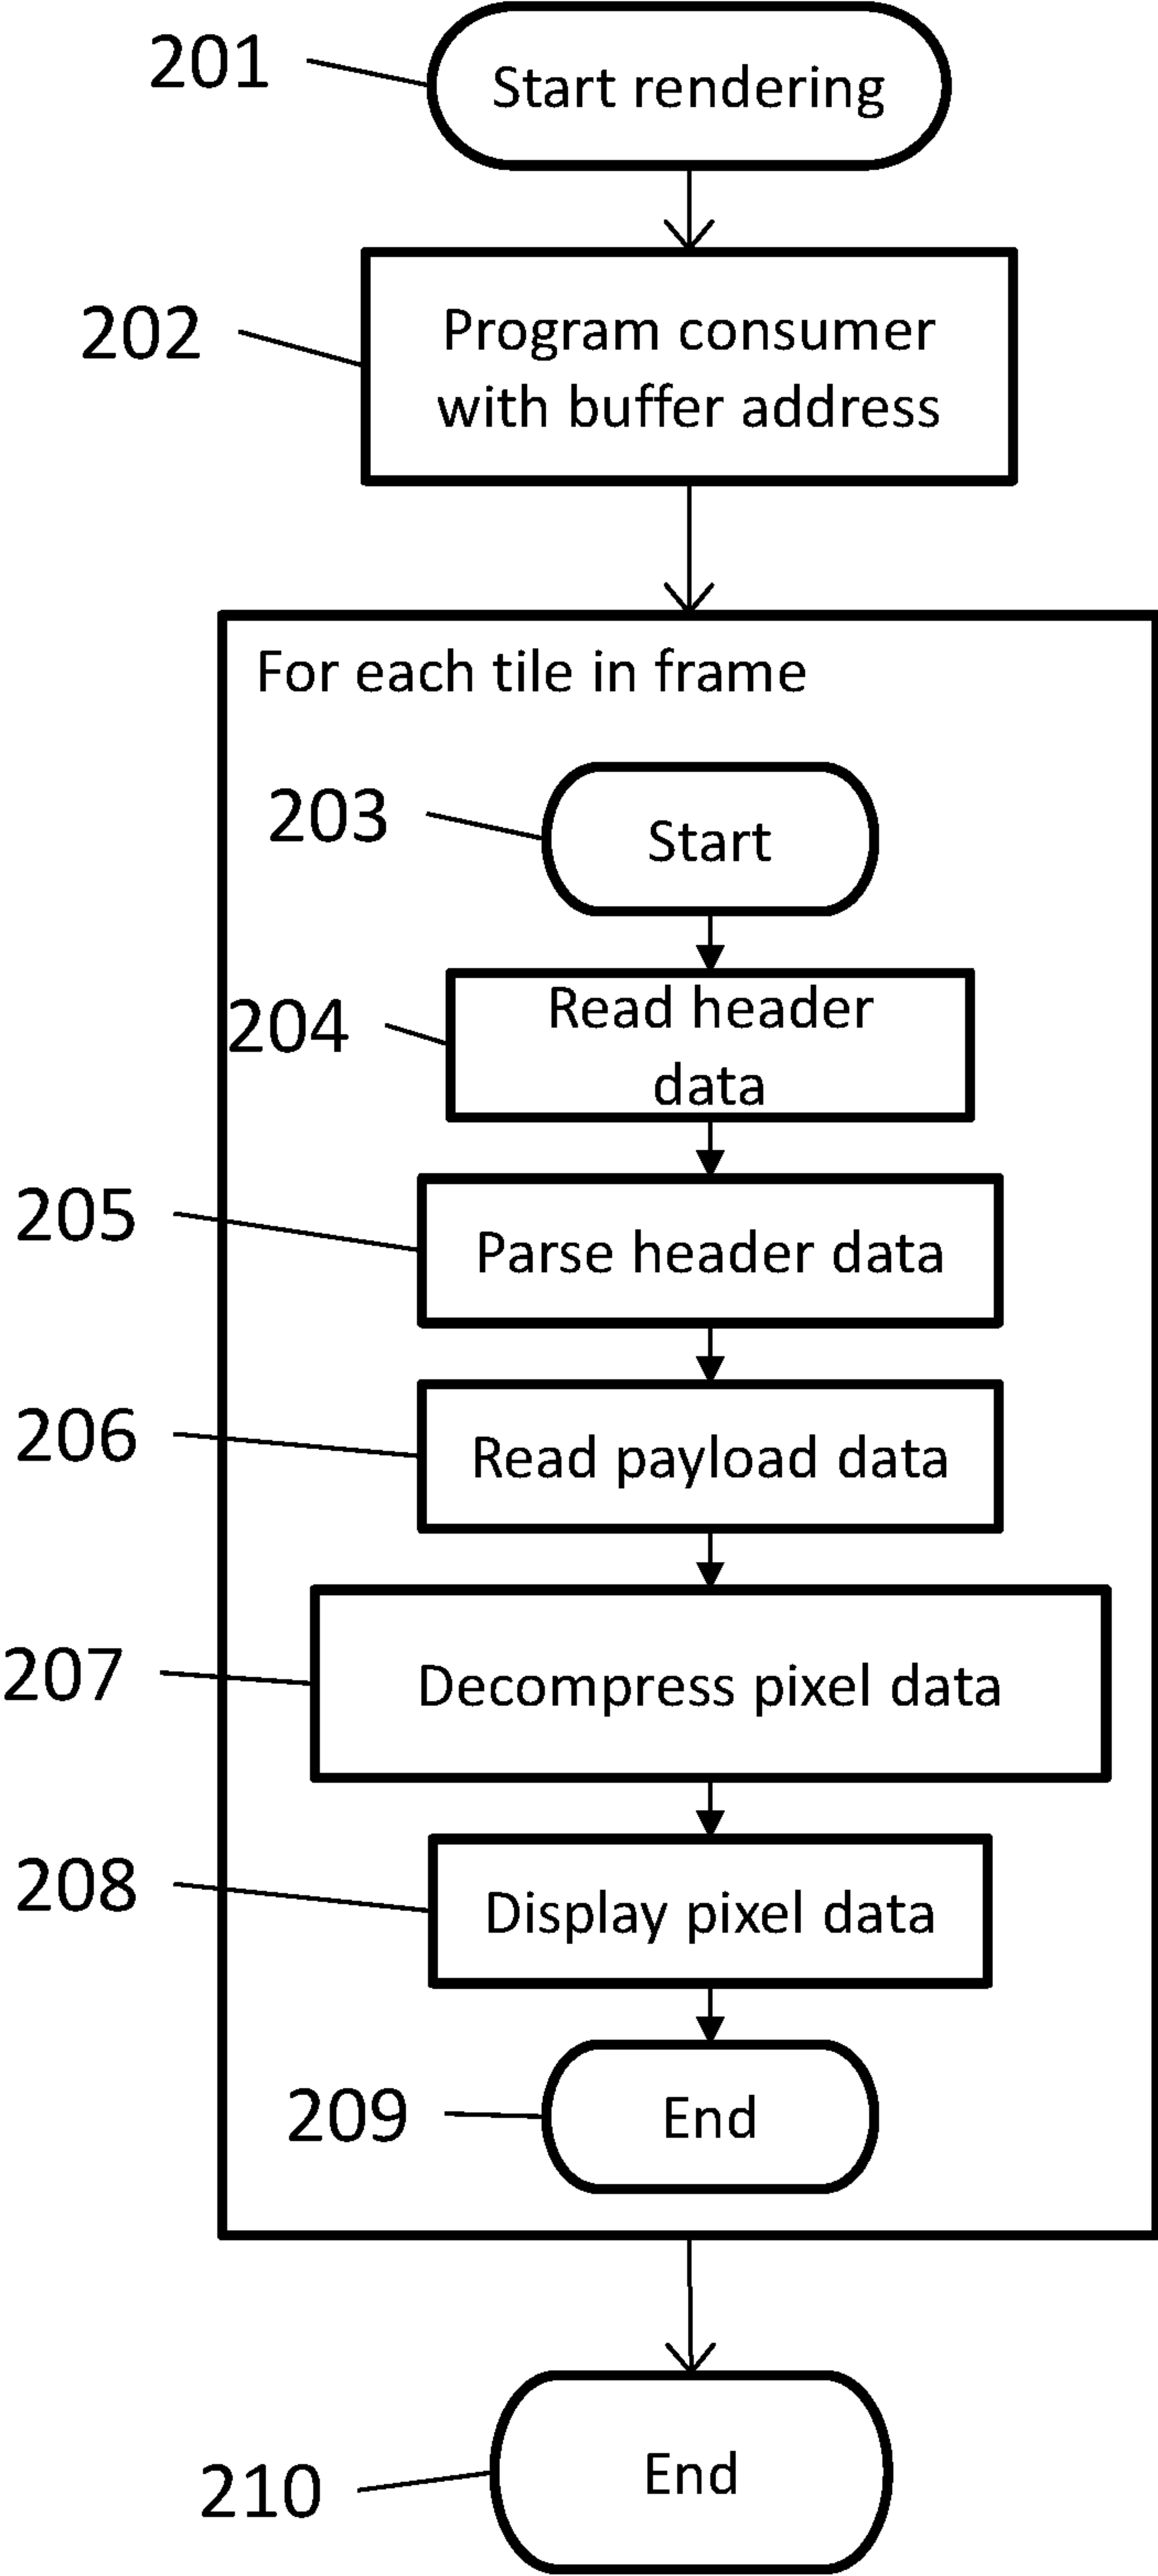 201
Start rendering
202
Program consumer
with buffer address
For each tile in frame
203
Start
204
Read header
data
205
Parse header data
206
Read payload data
207
Decompress pixel data
208
Display pixel data
209
End
210
End